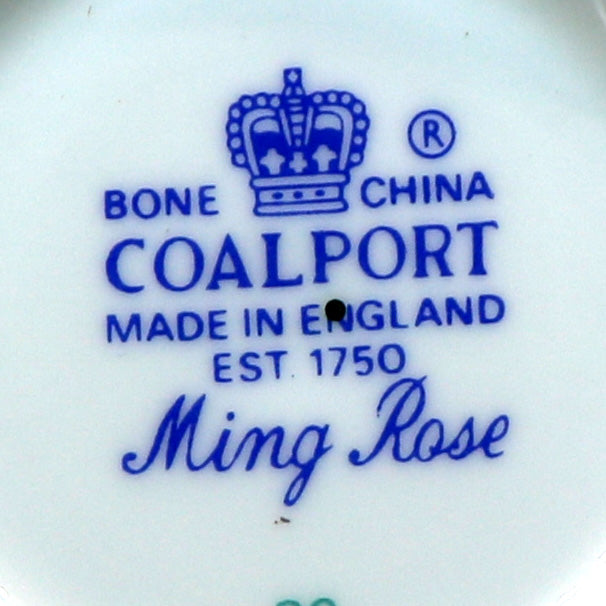 ®
BONE CHINA
COALPORT
MADE IN ENGLAND
EST. 1750
Ming Rose